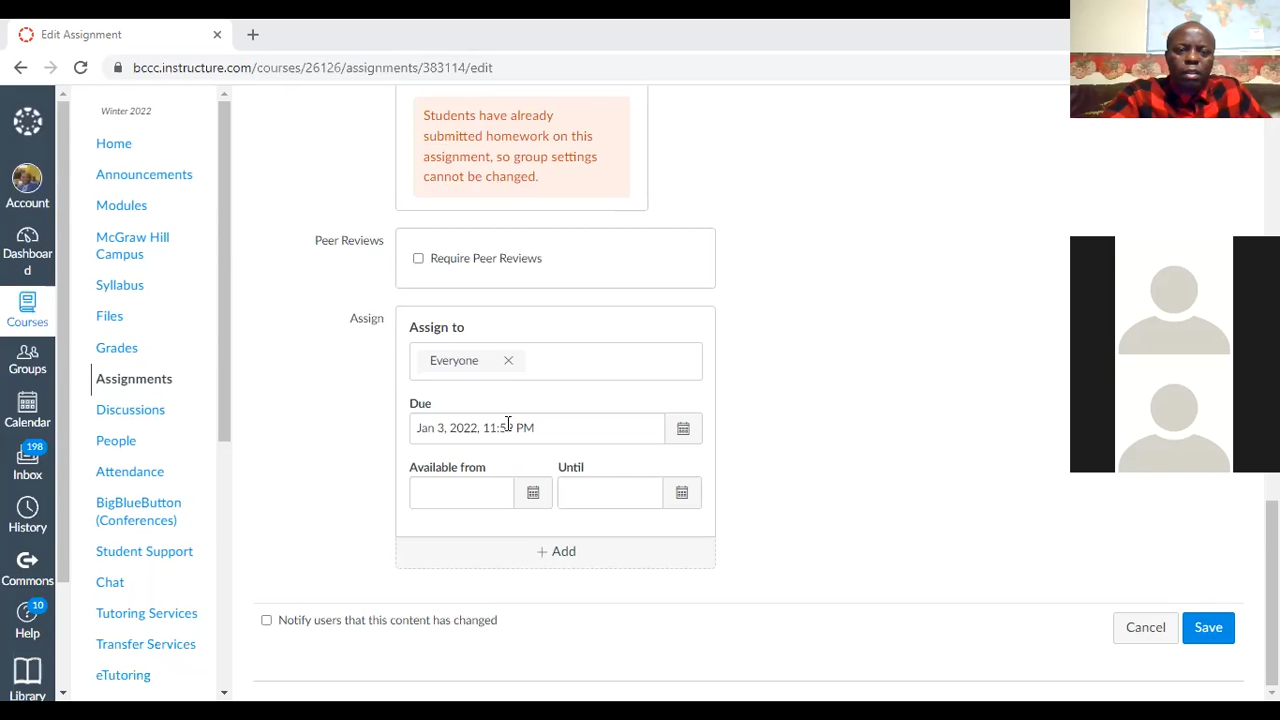 Edit Assignment
bccc.instructure.com/courses/26126/assignments/383114/edit
Account
Dashboar
d
Courses
Groups
Calendar
198
Inbox
History
Commons
10
Help
Library
Winter 2022
Home
Announcements
Modules
McGraw Hill
Campus
Syllabus
Files
Grades
Assignments
Discussions
People
Attendance
BigBlueButton
(Conferences)
Student Support
Chat
Tutoring Services
Transfer Services
eTutoring
Students have already
submitted homework on this
assignment, so group settings
cannot be changed.
Peer Reviews
Require Peer Reviews
Assign
Assign to
Everyone
Due
Jan 3, 2022, PM
Available from Until
+ Add
Notify users that this content has changed
Cancel
Save